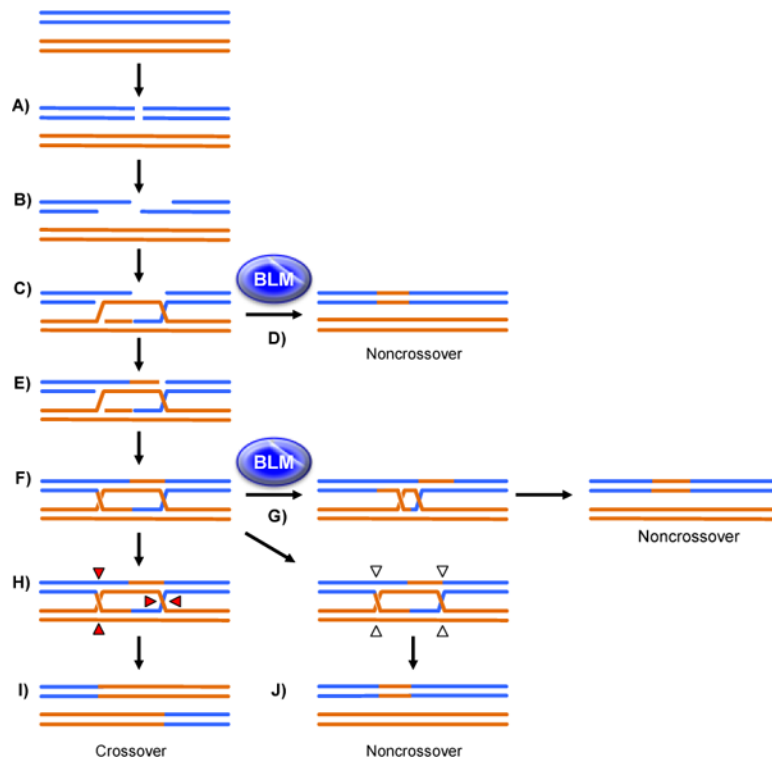 A)
B)
C)
BLM
D)
Noncrossover
E)
F)
BLM
G)
Noncrossover
H)
I)
J)
Crossover
Noncrossover